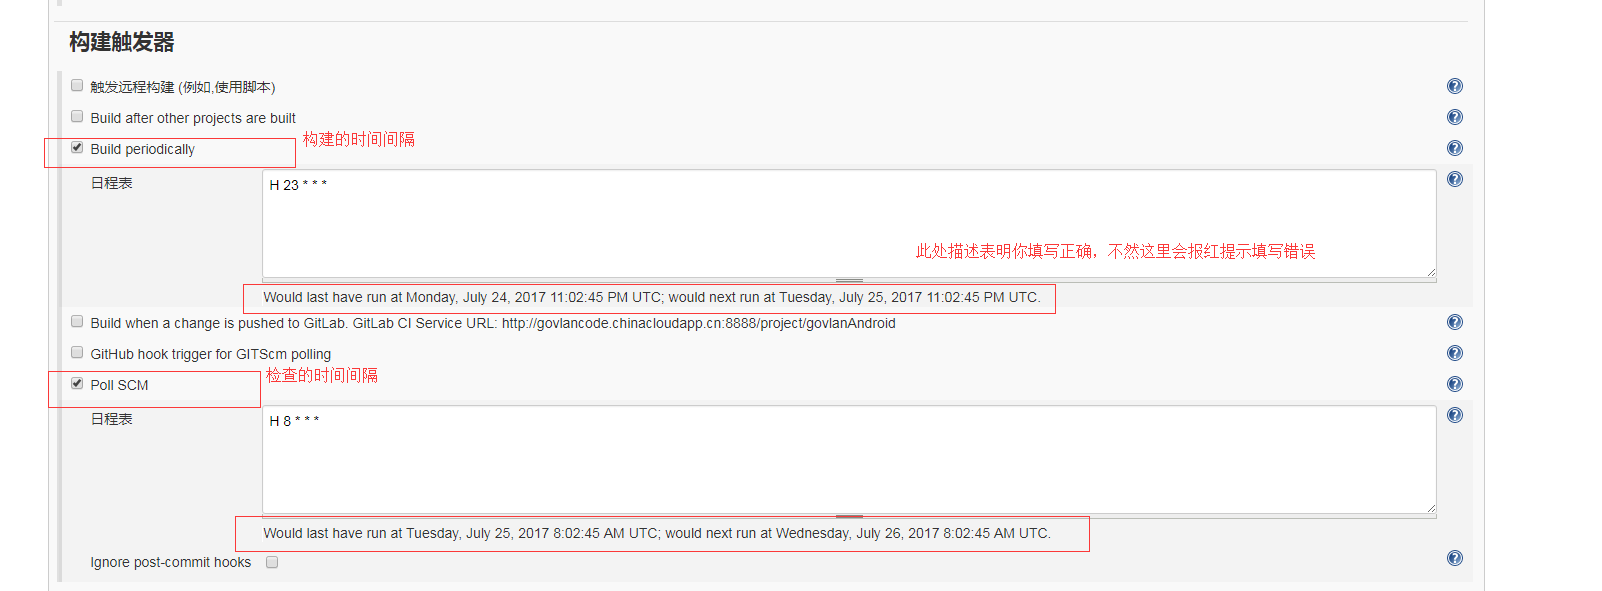 构建触发器
触发远程构建 (例如,使用脚本)
Build after other projects are built
Build periodically
构建的时间间隔
日程表
H 23 * * *
此处描述表明你填写正确，不然这里会报红提示填写错误
Would last have run at Monday, July 24, 2017 11:02:45 PM UTC; would next run at Tuesday, July 25, 2017 11:02:45 PM UTC.
Build when a change is pushed to GitLab. GitLab CI Service URL: http://govlancode.chinacloudapp.cn:8888/project/govlanAndroid
GitHub hook trigger for GITScm polling
Poll SCM
检查的时间间隔
日程表
H 8 * * *
Would last have run at Tuesday, July 25, 2017 8:02:45 AM UTC; would next run at Wednesday, July 26, 2017 8:02:45 AM UTC.
Ignore post-commit hooks